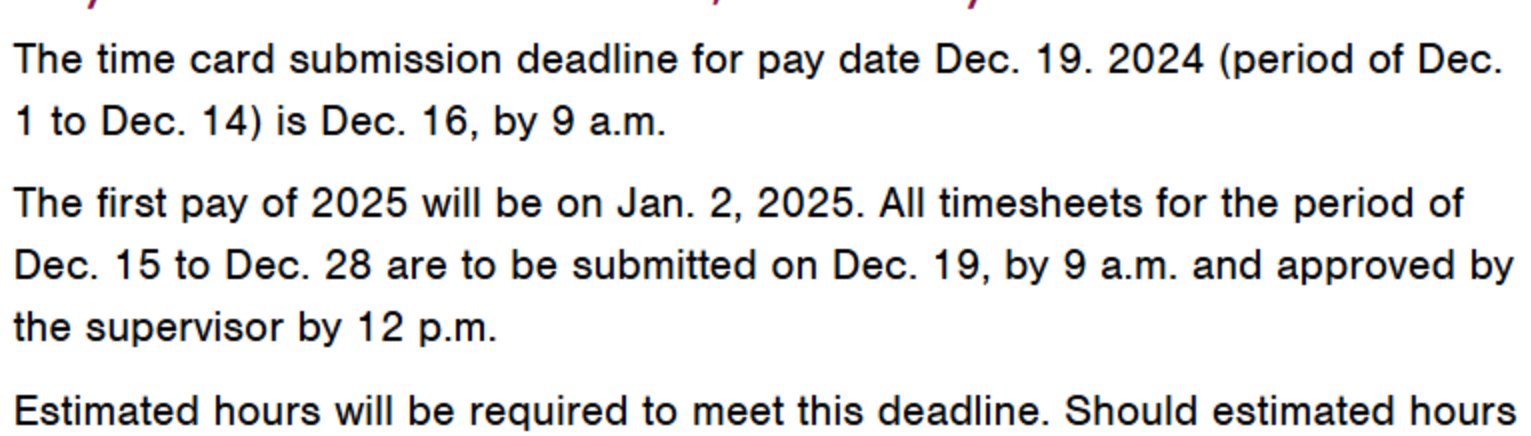 The time card submission deadline for pay date Dec. 19. 2024 (period of Dec.
1 to Dec. 14) is Dec. 16, by 9 a.m.
The first pay of 2025 will be on Jan. 2, 2025. All timesheets for the period of
Dec. 15 to Dec. 28 are to be submitted on Dec. 19, by 9 a.m. and approved by
the supervisor by 12 p.m.
Estimated hours will be required to meet this deadline. Should estimated hours